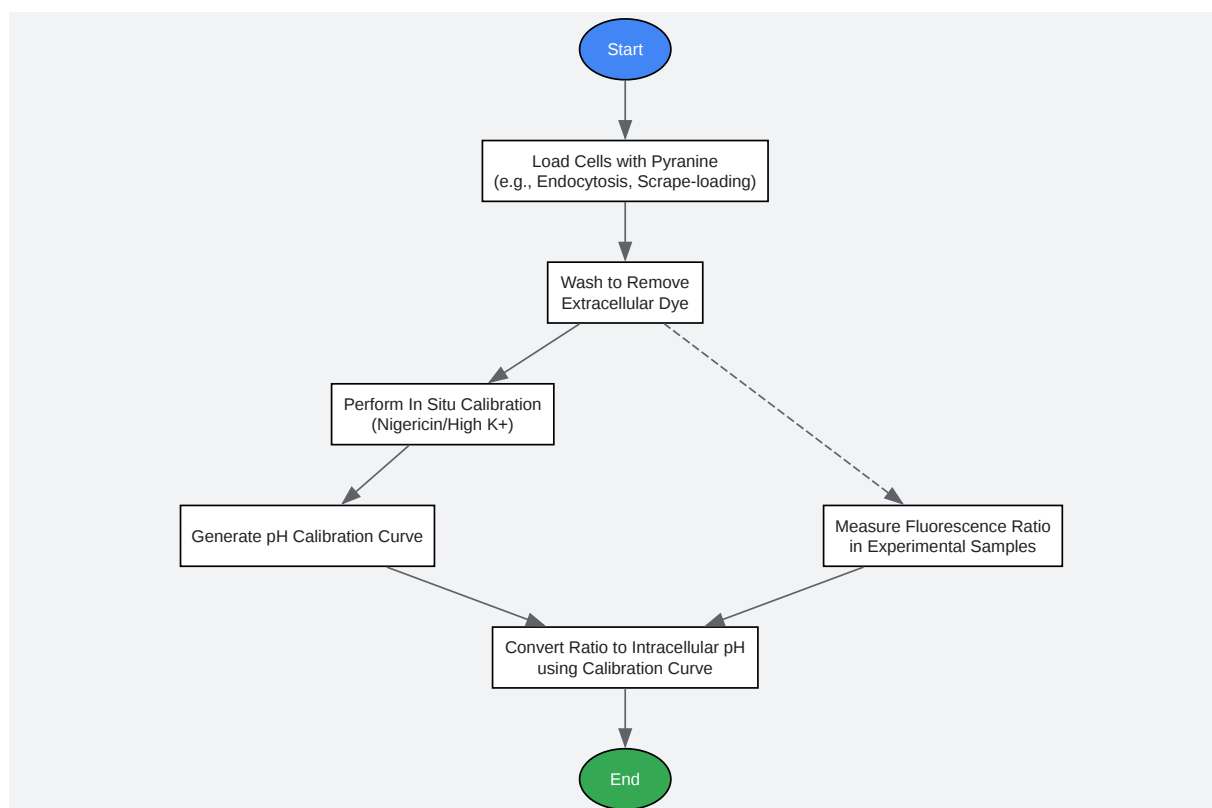 Start
Load Cells with Pyranine
(e.g., Endocytosis, Scrape-loading)
Wash to Remove
Extracellular Dye
Perform In Situ Calibration
(Nigericin/High K+)
Generate pH Calibration Curve
Measure Fluorescence Ratio
in Experimental Samples
Convert Ratio to Intracellular pH
using Calibration Curve
End